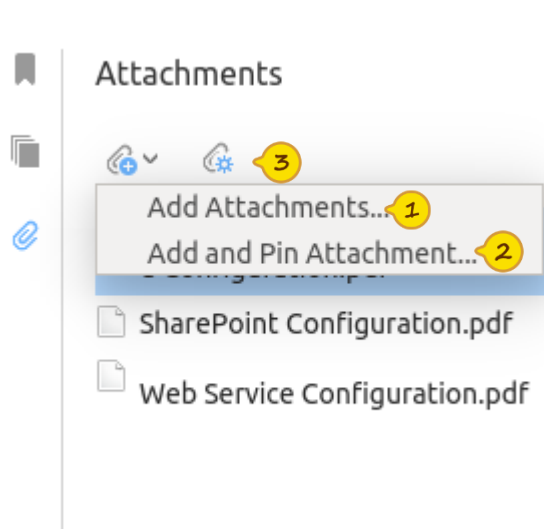 Attachments
3
Add Attachments... 1
Add and Pin Attachment... 2
SharePoint Configuration.pdf
Web Service Configuration.pdf